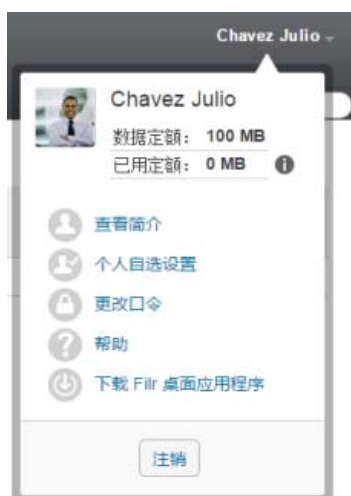 Chavez Julio
Chavez Julio
数据定額： 100 MB
已用定額： 0 MB
查看简介
个人自选设置
更改口令
帮助
下载 Filr 桌面应用程序
注销